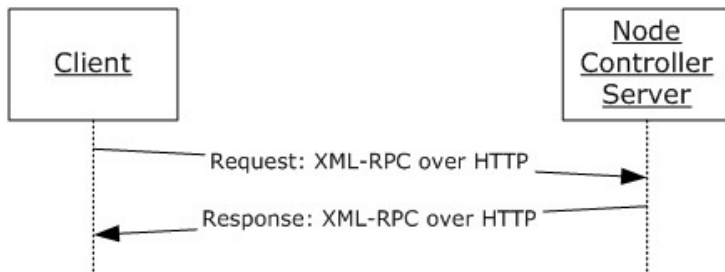 Client
Node
Controller
Server
Request: XML-RPC over HTTP
Response: XML-RPC over HTTP